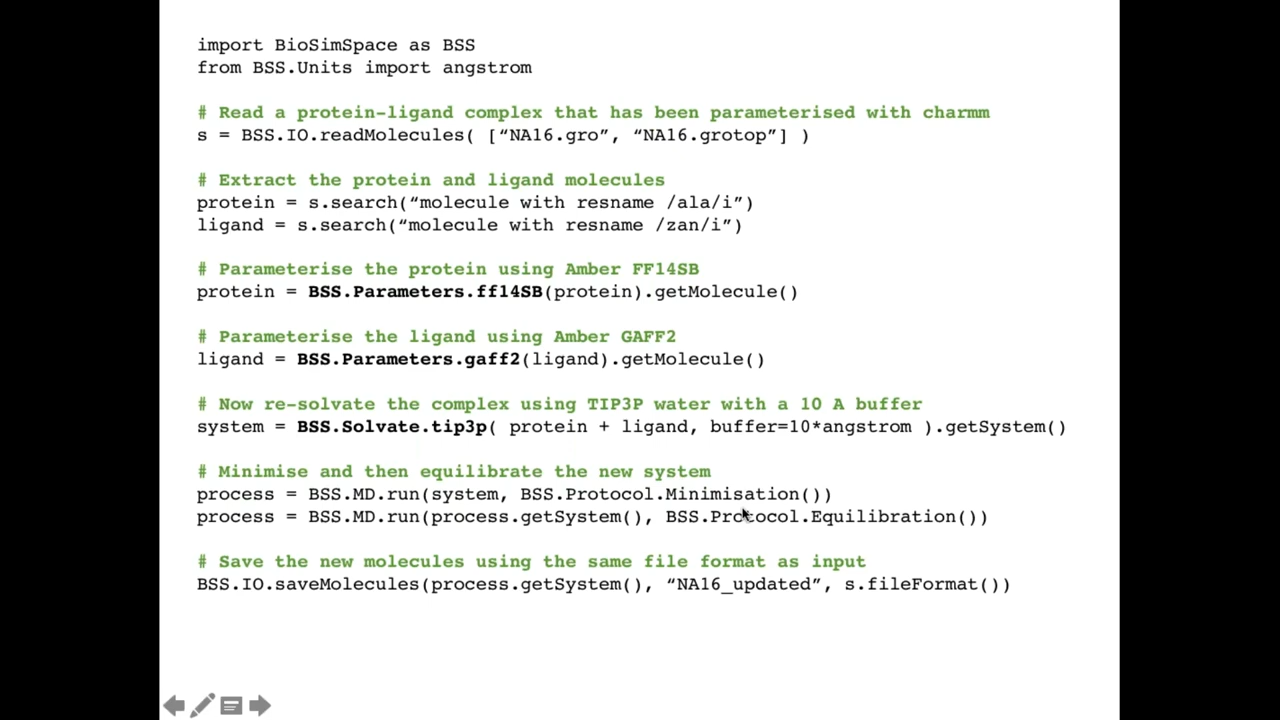 import BioSimSpace as BSS
from BSS.Units import angstrom
# Read a protein-ligand complex that has been parameterised with charmm
s = BSS.IO.readMolecules( [“NA16.gro”, “NA16.grotop”] )
# Extract the protein and ligand molecules
protein = s.search(“molecule with resname /ala/i”)
ligand = s.search(“molecule with resname /zan/i”)
# Parameterise the protein using Amber FF14SB
protein = BSS.Parameters.ff14SB(protein).getMolecule()
# Parameterise the ligand using Amber GAFF2
ligand = BSS.Parameters.gaff2(ligand).getMolecule()
# Now re-solvate the complex using TIP3P water with a 10 A buffer
system = BSS.Solvate.tip3p( protein + ligand, buffer=10*angstrom ).getSystem()
# Minimise and then equilibrate the new system
process = BSS.MD.run(system, BSS.Protocol.Minimisation())
process = BSS.MD.run(process.getSystem(), BSS.Protocol.Equilibration())
# Save the new molecules using the same file format as input
BSS.IO.saveMolecules(process.getSystem(), “NA16_updated”, s.fileFormat())